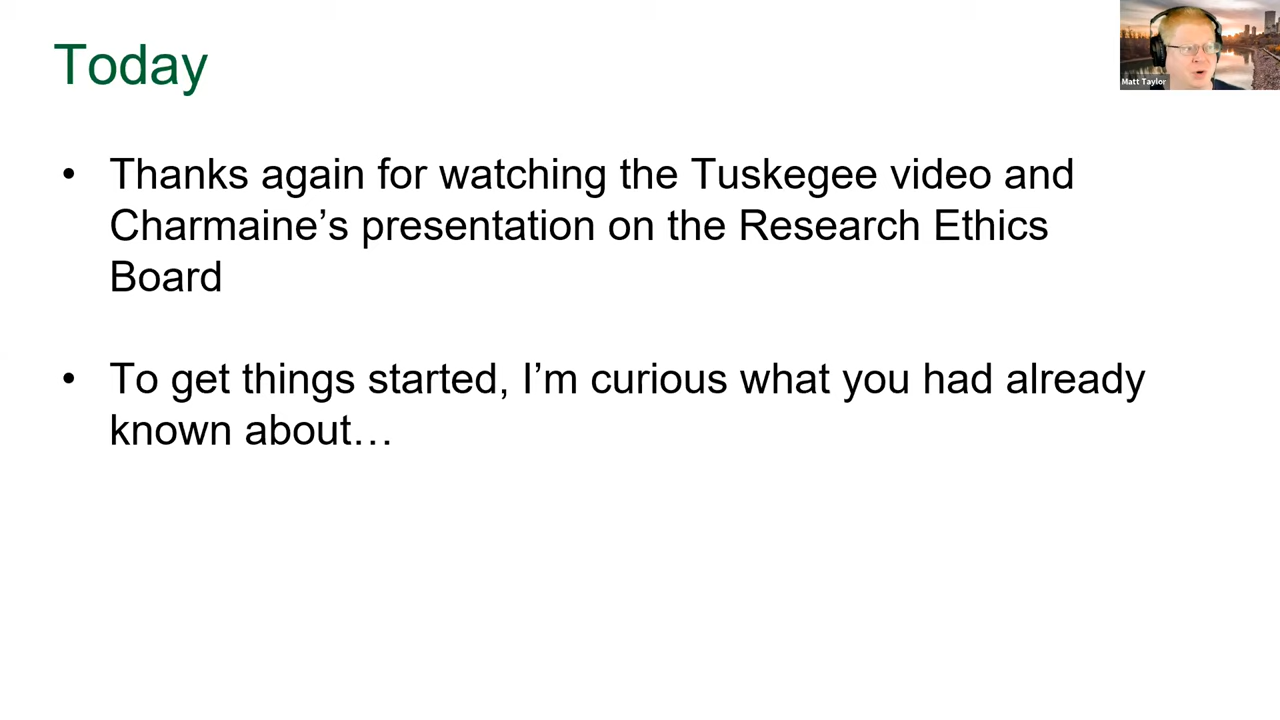 Today
Matt Taylor
• Thanks again for watching the Tuskegee video and
Charmaine’s presentation on the Research Ethics
Board
• To get things started, I’m curious what you had already
known about…